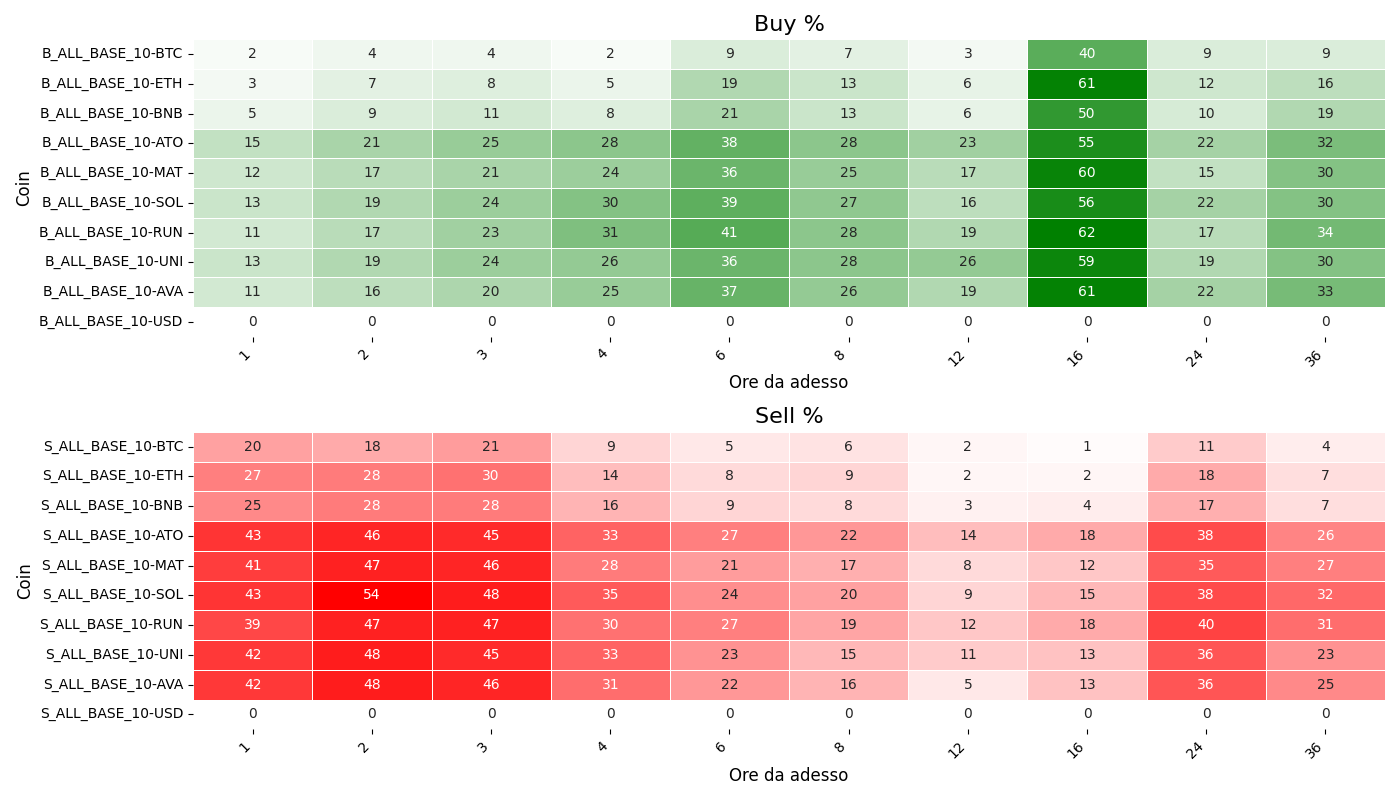 Buy %
Coin
B_ALL_BASE_10-BTC 2 4 4 2 9 7 3 40 9 9
B_ALL_BASE_10-ETH 3 7 8 5 19 13 6 61 12 16
B_ALL_BASE_10-BNB 5 9 11 8 21 13 6 50 10 19
B_ALL_BASE_10-ATO 15 21 25 28 38 28 23 55 22 32
B_ALL_BASE_10-MAT 12 17 21 24 36 25 17 60 15 30
B_ALL_BASE_10-SOL 13 19 24 30 39 27 16 56 22 30
B_ALL_BASE_10-RUN 11 17 23 31 41 28 19 62 17 34
B_ALL_BASE_10-UNI 13 19 24 26 36 28 26 59 19 30
B_ALL_BASE_10-AVA 11 16 20 25 37 26 19 61 22 33
B_ALL_BASE_10-USD 0 0 0 0 0 0 0 0 0 0
1 2 3 4 6 8 12 16 24 36
Ore da adesso
Sell %
Coin
S_ALL_BASE_10-BTC 20 18 21 9 5 6 2 1 11 4
S_ALL_BASE_10-ETH 27 28 30 14 8 9 2 2 18 7
S_ALL_BASE_10-BNB 25 28 28 16 9 8 3 4 17 7
S_ALL_BASE_10-ATO 43 46 45 33 27 22 14 18 38 26
S_ALL_BASE_10-MAT 41 47 46 28 21 17 8 12 35 27
S_ALL_BASE_10-SOL 43 54 48 35 24 20 9 15 38 32
S_ALL_BASE_10-RUN 39 47 47 30 27 19 12 18 40 31
S_ALL_BASE_10-UNI 42 48 45 33 23 15 11 13 36 23
S_ALL_BASE_10-AVA 42 48 46 31 22 16 5 13 36 25
S_ALL_BASE_10-USD 0 0 0 0 0 0 0 0 0 0
1 2 3 4 6 8 12 16 24 36
Ore da adesso